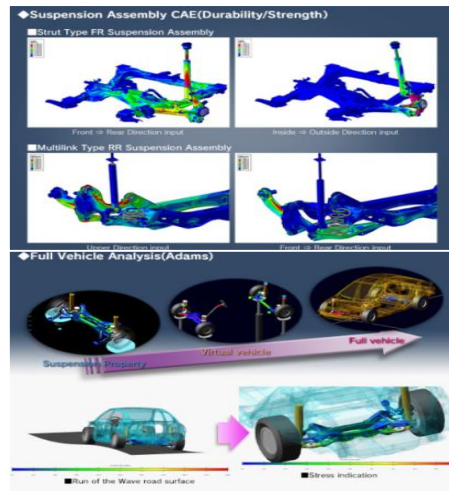 ◆Suspension Assembly CAE(Durability/Strength)
■Strut Type FR Suspension Assembly
Front ⇨ Rear Direction input
Inside ⇨ Outside Direction input
■Multilink Type RR Suspension Assembly
Upper Direction input
Front ⇨ Rear Direction input
◆Full Vehicle Analysis(Adams)
Full vehicle
Virtual vehicle
Suspension Property
■Run of the Wave road surface
■Stress indication